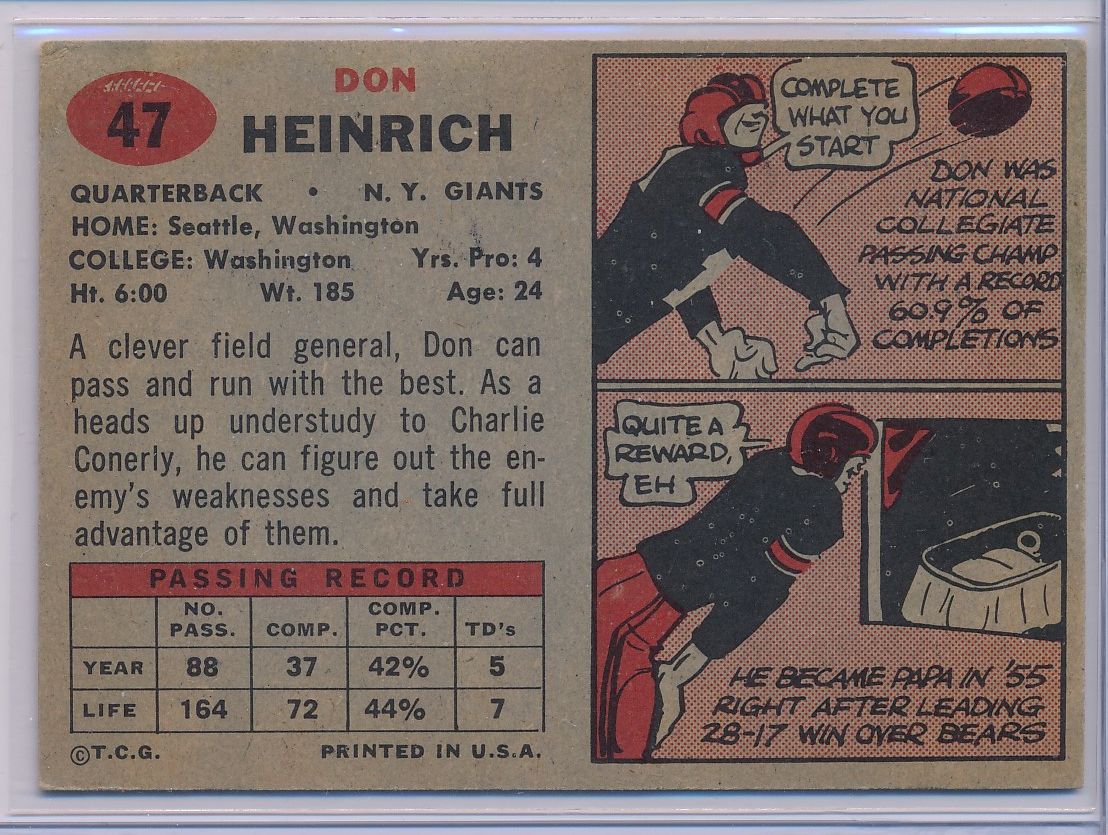 47
DON
HEINRICH
QUARTERBACK • N. Y. GIANTS
HOME: Seattle, Washington
COLLEGE: Washington Yrs. Pro: 4
Ht. 6:00 Wt. 185 Age: 24
A clever field general, Don can
pass and run with the best. As a
heads up understudy to Charlie
Conerly, he can figure out the en-
emy's weaknesses and take full
advantage of them.
PASSING RECORD
NO. PASS. COMP. COMP. PCT. TD's
YEAR 88 37 42% 5
LIFE 164 72 44% 7
©T.C.G. PRINTED IN U.S.A.
COMPLETE
WHAT YOU
START
DON WAS
NATIONAL
COLLEGIATE
PASSING CHAMP
WITH A RECORD
60.9% OF
COMPLETIONS
QUITE A
REWARD,
EH
HE BECAME PAPA IN '55
RIGHT AFTER LEADING
28-17 WIN OVER BEARS